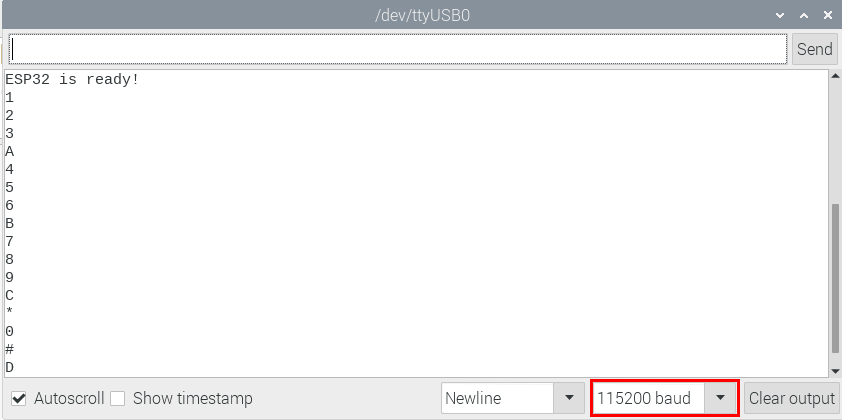 /dev/ttyUSB0
Send
ESP32 is ready!
1
2
3
A
4
5
6
B
7
8
9
C
*
0
#
D
Autoscroll Show timestamp Newline 115200 baud Clear output